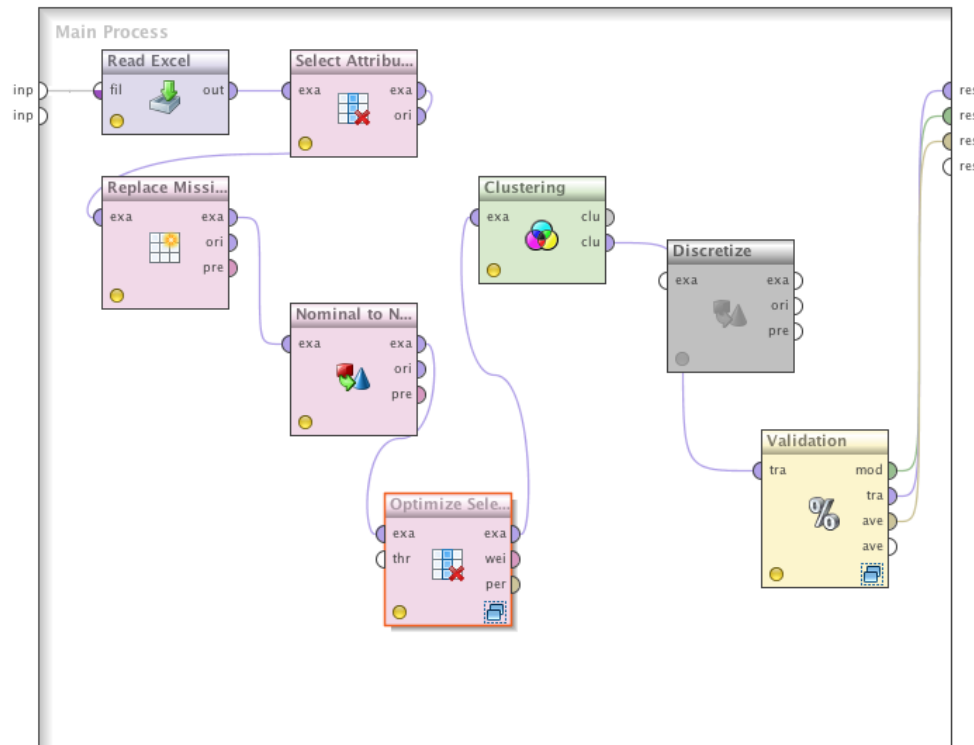 Main Process
Read Excel
Select Attribu...
inp
fil
out
exa
exa
res
inp
ori
res
res
res
Replace Missi...
exa
exa
ori
pre
Clustering
exa
clu
clu
Discretize
exa
exa
ori
pre
Nominal to N...
exa
exa
ori
pre
Validation
tra
mod
tra
ave
ave
%
Optimize Sele...
exa
exa
thr
wei
per